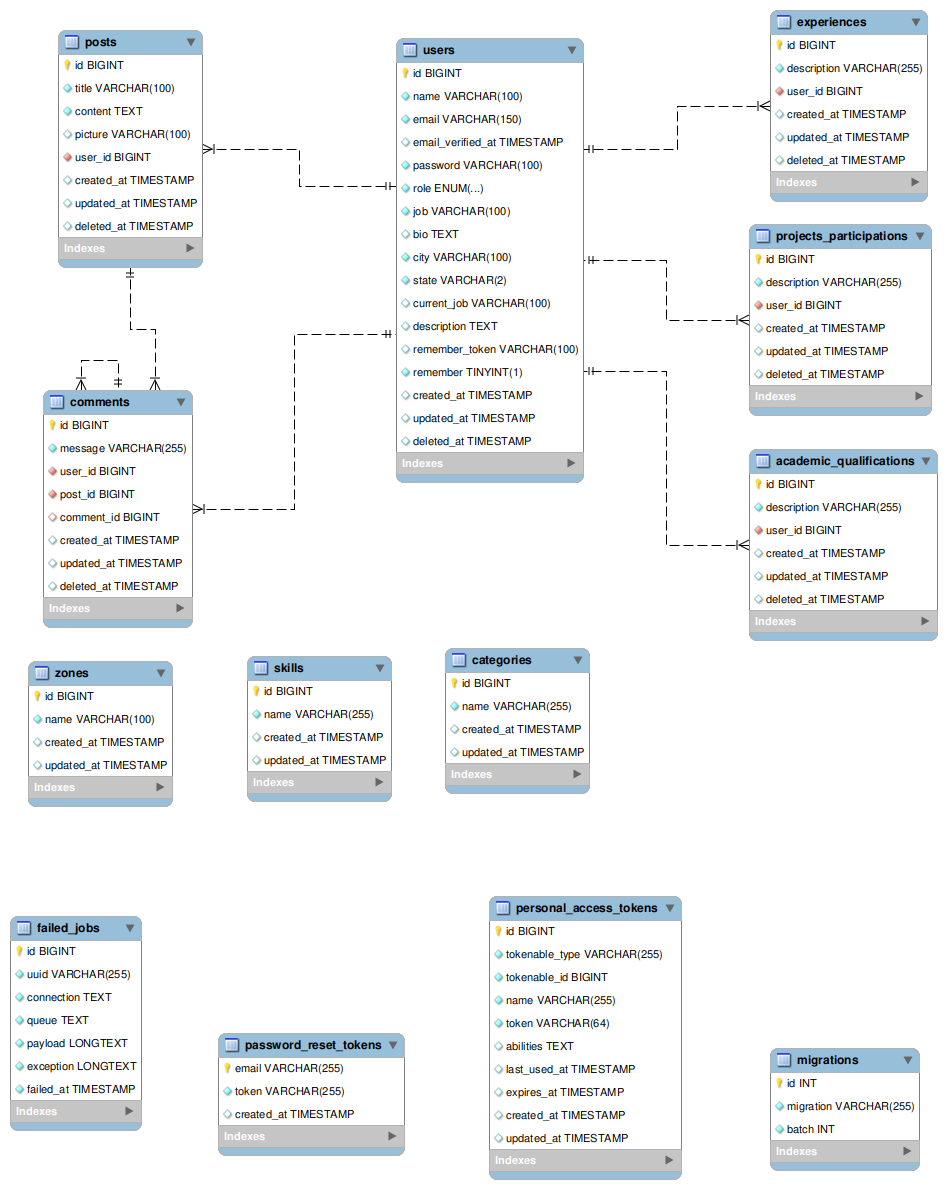 posts
id BIGINT
title VARCHAR(100)
content TEXT
picture VARCHAR(100)
user_id BIGINT
created_at TIMESTAMP
updated_at TIMESTAMP
deleted_at TIMESTAMP
Indexes
users
id BIGINT
name VARCHAR(100)
email VARCHAR(150)
email_verified_at TIMESTAMP
password VARCHAR(100)
role ENUM(...)
job VARCHAR(100)
bio TEXT
city VARCHAR(100)
state VARCHAR(2)
current_job VARCHAR(100)
description TEXT
remember_token VARCHAR(100)
remember TINYINT(1)
created_at TIMESTAMP
updated_at TIMESTAMP
deleted_at TIMESTAMP
Indexes
experiences
id BIGINT
description VARCHAR(255)
user_id BIGINT
created_at TIMESTAMP
updated_at TIMESTAMP
deleted_at TIMESTAMP
Indexes
projects_participations
id BIGINT
description VARCHAR(255)
user_id BIGINT
created_at TIMESTAMP
updated_at TIMESTAMP
deleted_at TIMESTAMP
Indexes
comments
id BIGINT
message VARCHAR(255)
user_id BIGINT
post_id BIGINT
comment_id BIGINT
created_at TIMESTAMP
updated_at TIMESTAMP
deleted_at TIMESTAMP
Indexes
academic_qualifications
id BIGINT
description VARCHAR(255)
user_id BIGINT
created_at TIMESTAMP
updated_at TIMESTAMP
deleted_at TIMESTAMP
Indexes
zones
id BIGINT
name VARCHAR(100)
created_at TIMESTAMP
updated_at TIMESTAMP
Indexes
skills
id BIGINT
name VARCHAR(255)
created_at TIMESTAMP
updated_at TIMESTAMP
Indexes
categories
id BIGINT
name VARCHAR(255)
created_at TIMESTAMP
updated_at TIMESTAMP
Indexes
failed_jobs
id BIGINT
uuid VARCHAR(255)
connection TEXT
queue TEXT
payload LONGTEXT
exception LONGTEXT
failed_at TIMESTAMP
Indexes
password_reset_tokens
email VARCHAR(255)
token VARCHAR(255)
created_at TIMESTAMP
Indexes
personal_access_tokens
id BIGINT
tokenable_type VARCHAR(255)
tokenable_id BIGINT
name VARCHAR(255)
token VARCHAR(64)
abilities TEXT
last_used_at TIMESTAMP
expires_at TIMESTAMP
created_at TIMESTAMP
updated_at TIMESTAMP
Indexes
migrations
id INT
migration VARCHAR(255)
batch INT
Indexes